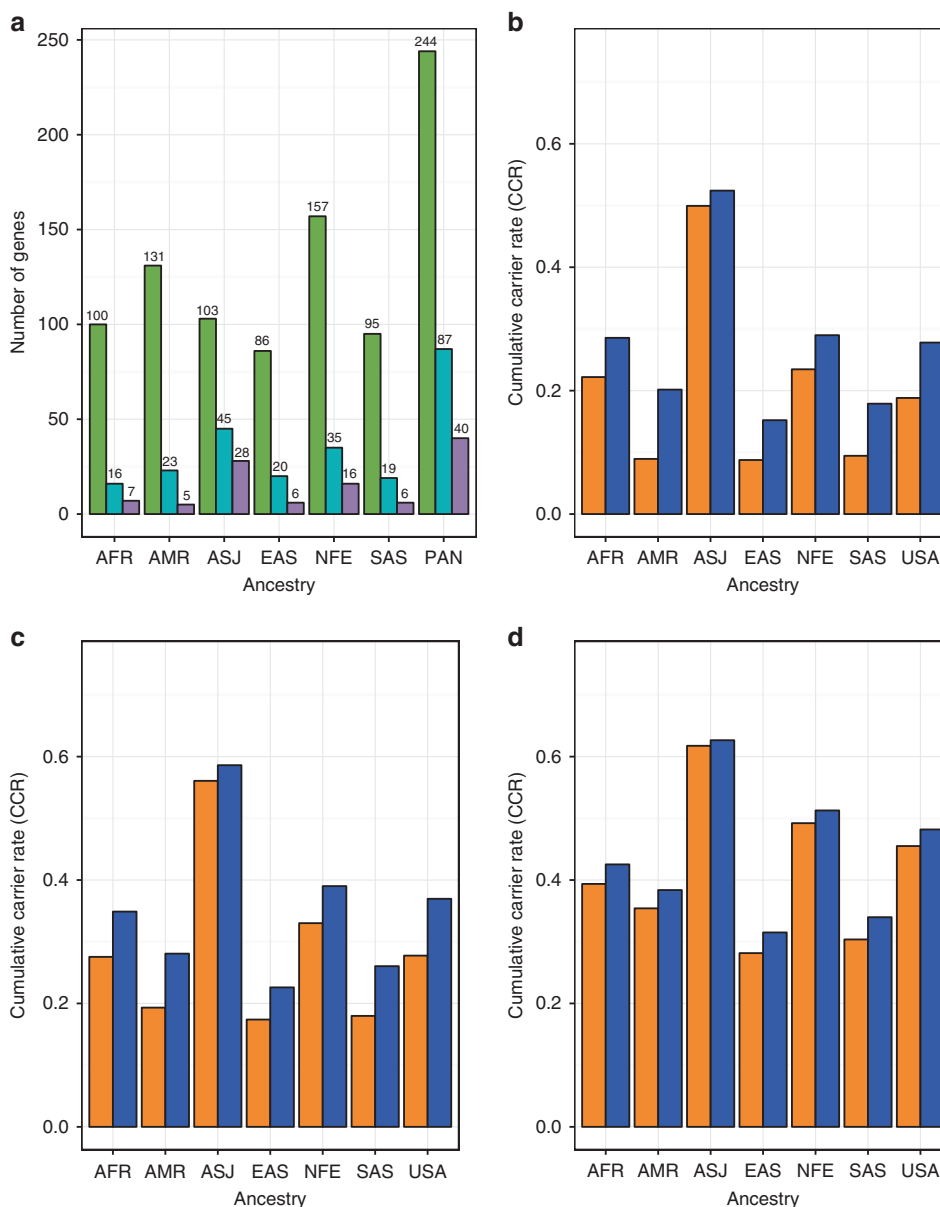 a
Number of genes
250
200
150
100
50
0
100
16
7
131
23
5
103
45
28
86
20
6
157
35
16
95
19
6
244
87
40
AFR AMR ASJ EAS NFE SAS PAN
Ancestry
b
Cumulative carrier rate (CCR)
0.6
0.4
0.2
0.0
AFR AMR ASJ EAS NFE SAS USA
Ancestry
c
Cumulative carrier rate (CCR)
0.6
0.4
0.2
0.0
AFR AMR ASJ EAS NFE SAS USA
Ancestry
d
Cumulative carrier rate (CCR)
0.6
0.4
0.2
0.0
AFR AMR ASJ EAS NFE SAS USA
Ancestry